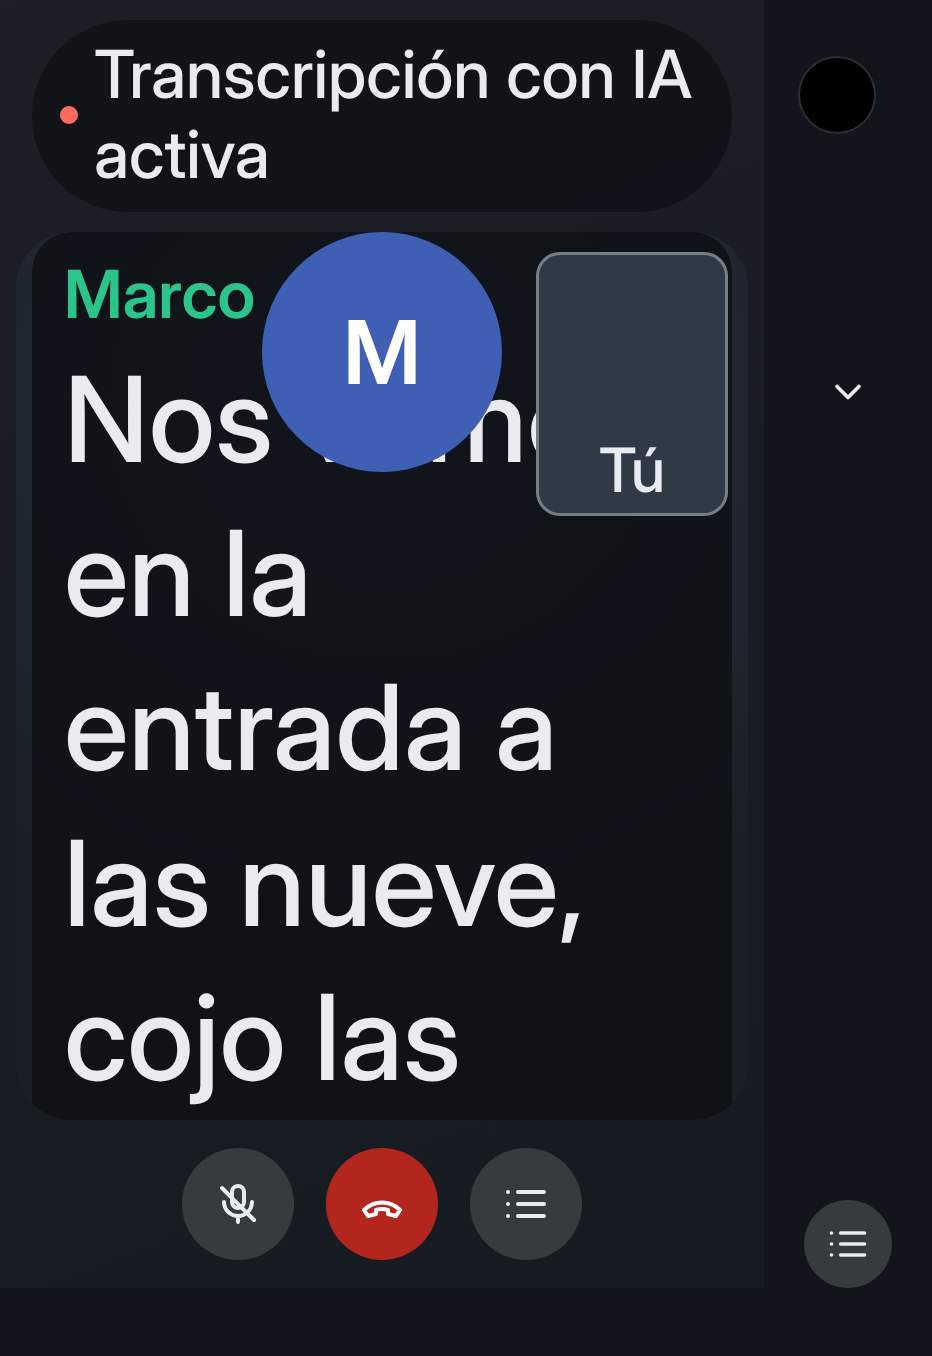 Transcripción con IA
activa
Marco
M
Nos
Tú
en la
entrada a
las nueve,
cojo las